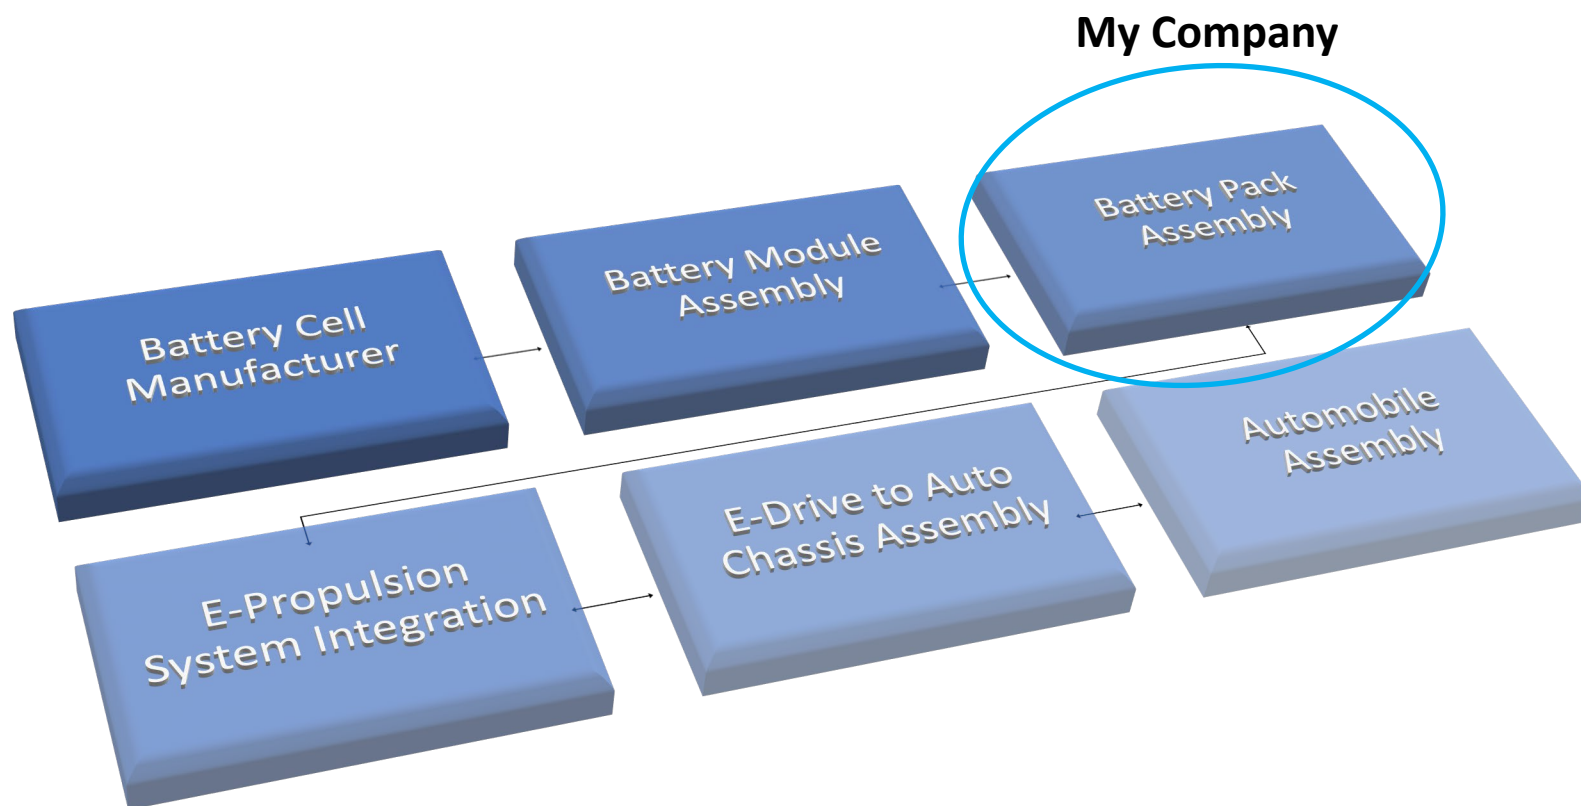 My Company
Battery Cell
Manufacturer
Battery Module
Assembly
Battery Pack
Assembly
E-Propulsion
System Integration
E-Drive to Auto
Chassis Assembly
Automobile
Assembly